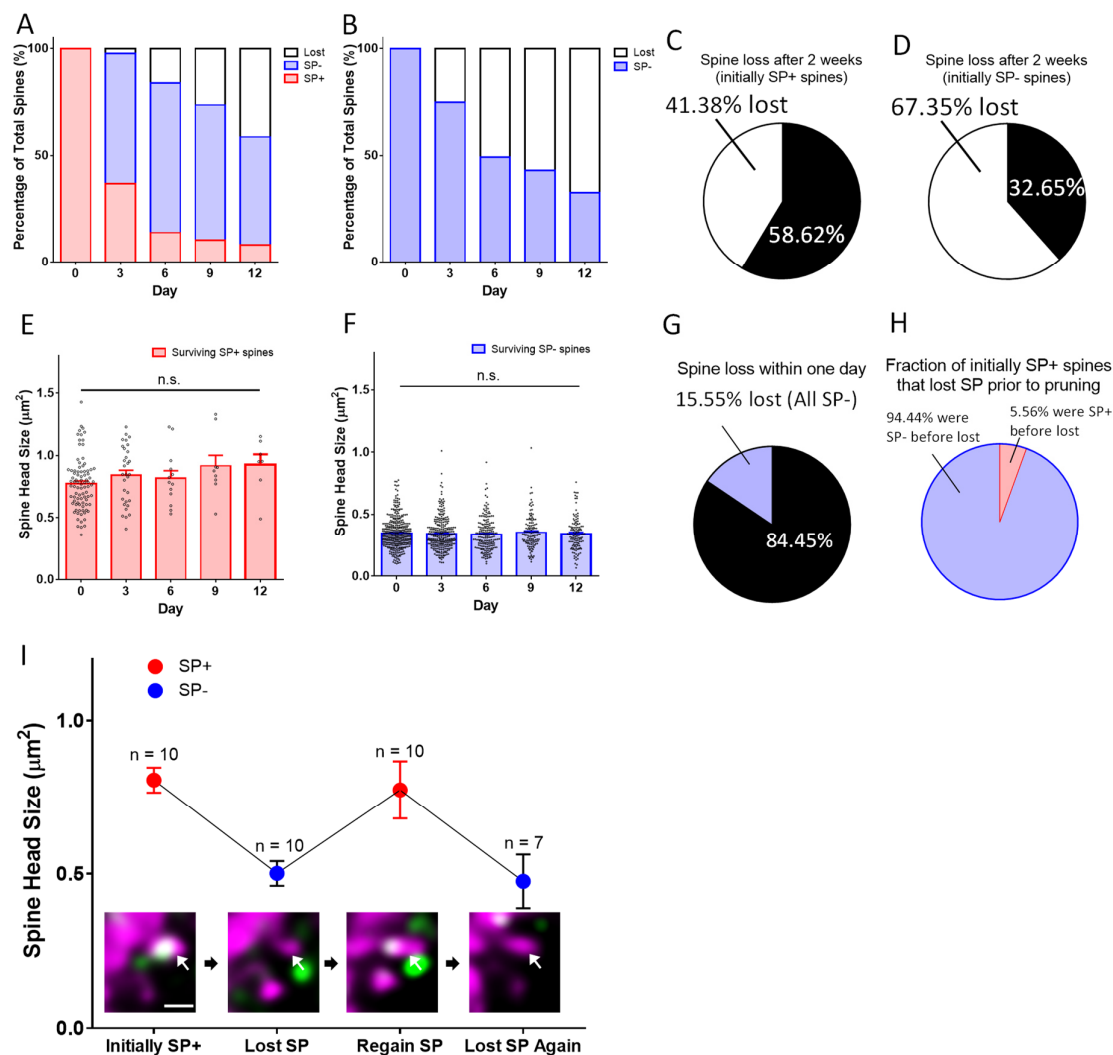 A
Lost
SP-
SP+
Percentage of Total Spines (%)
100
50
0
0 3 6 9 12
Day
B
Lost
SP-
Percentage of Total Spines (%)
100
50
0
0 3 6 9 12
Day
C
Spine loss after 2 weeks
(initially SP+ spines)
41.38% lost
58.62%
D
Spine loss after 2 weeks
(initially SP- spines)
67.35% lost
32.65%
E
Surviving SP+ spines
n.s.
Spine Head Size (μm²)
1.5
1.0
0.5
0.0
0 3 6 9 12
Day
F
Surviving SP- spines
n.s.
Spine Head Size (μm²)
1.5
1.0
0.5
0.0
0 3 6 9 12
Day
G
Spine loss within one day
15.55% lost (All SP-)
84.45%
H
Fraction of initially SP+ spines
that lost SP prior to pruning
94.44% were
SP- before lost
5.56% were SP+
before lost
I
SP+
SP-
Spine Head Size (μm²)
1.0
0.5
0.0
n = 10
n = 10
n = 10
n = 7
Initially SP+ Lost SP Regain SP Lost SP Again